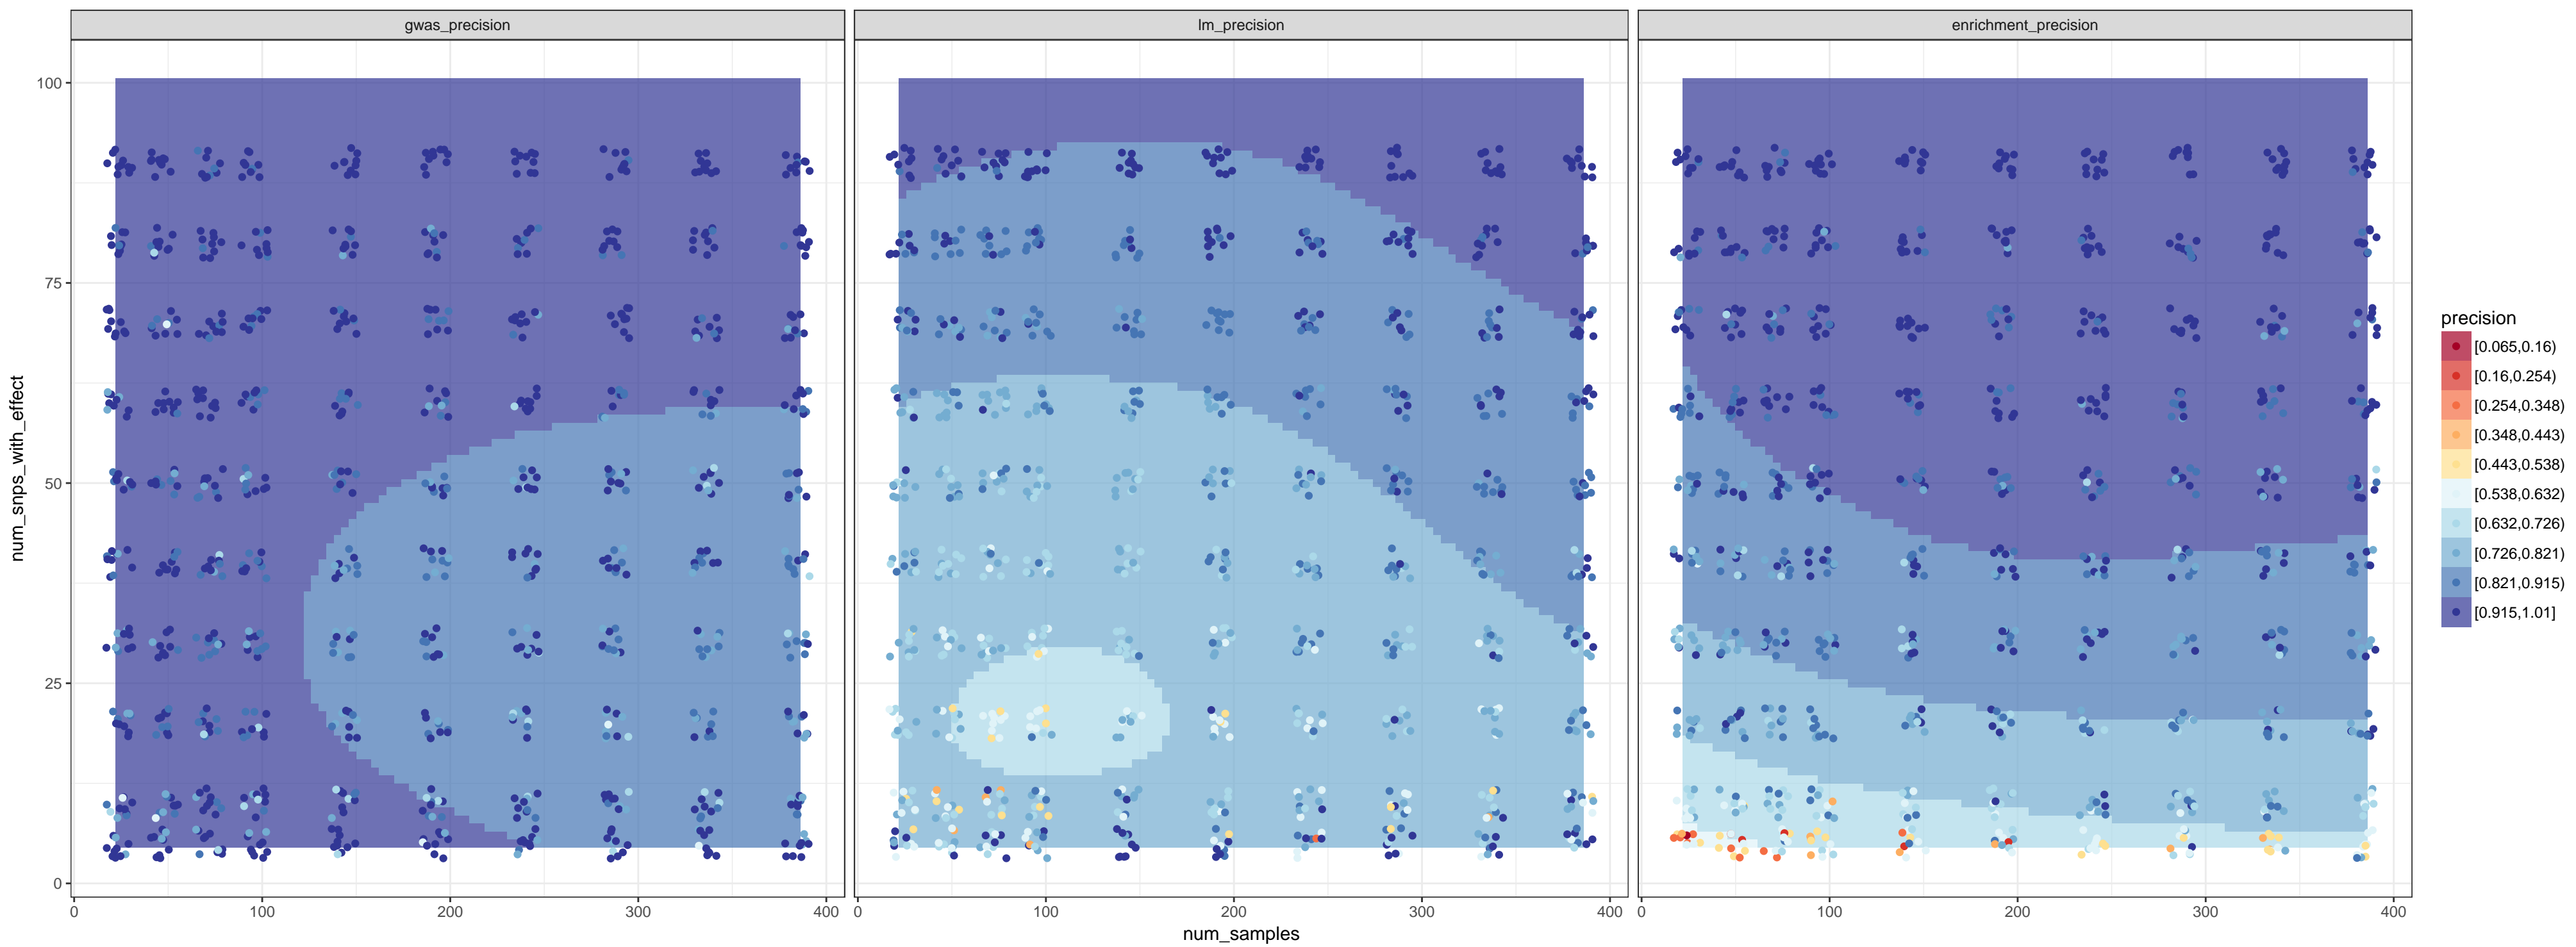 gwas_precision
lm_precision
enrichment_precision
num_snps_with_effect
100
75
50
25
0
0 100 200 300 400
0 100 200 300 400
0 100 200 300 400
num_samples
precision
[0.065,0.16)
[0.16,0.254)
[0.254,0.348)
[0.348,0.443)
[0.443,0.538)
[0.538,0.632)
[0.632,0.726)
[0.726,0.821)
[0.821,0.915)
[0.915,1.01]